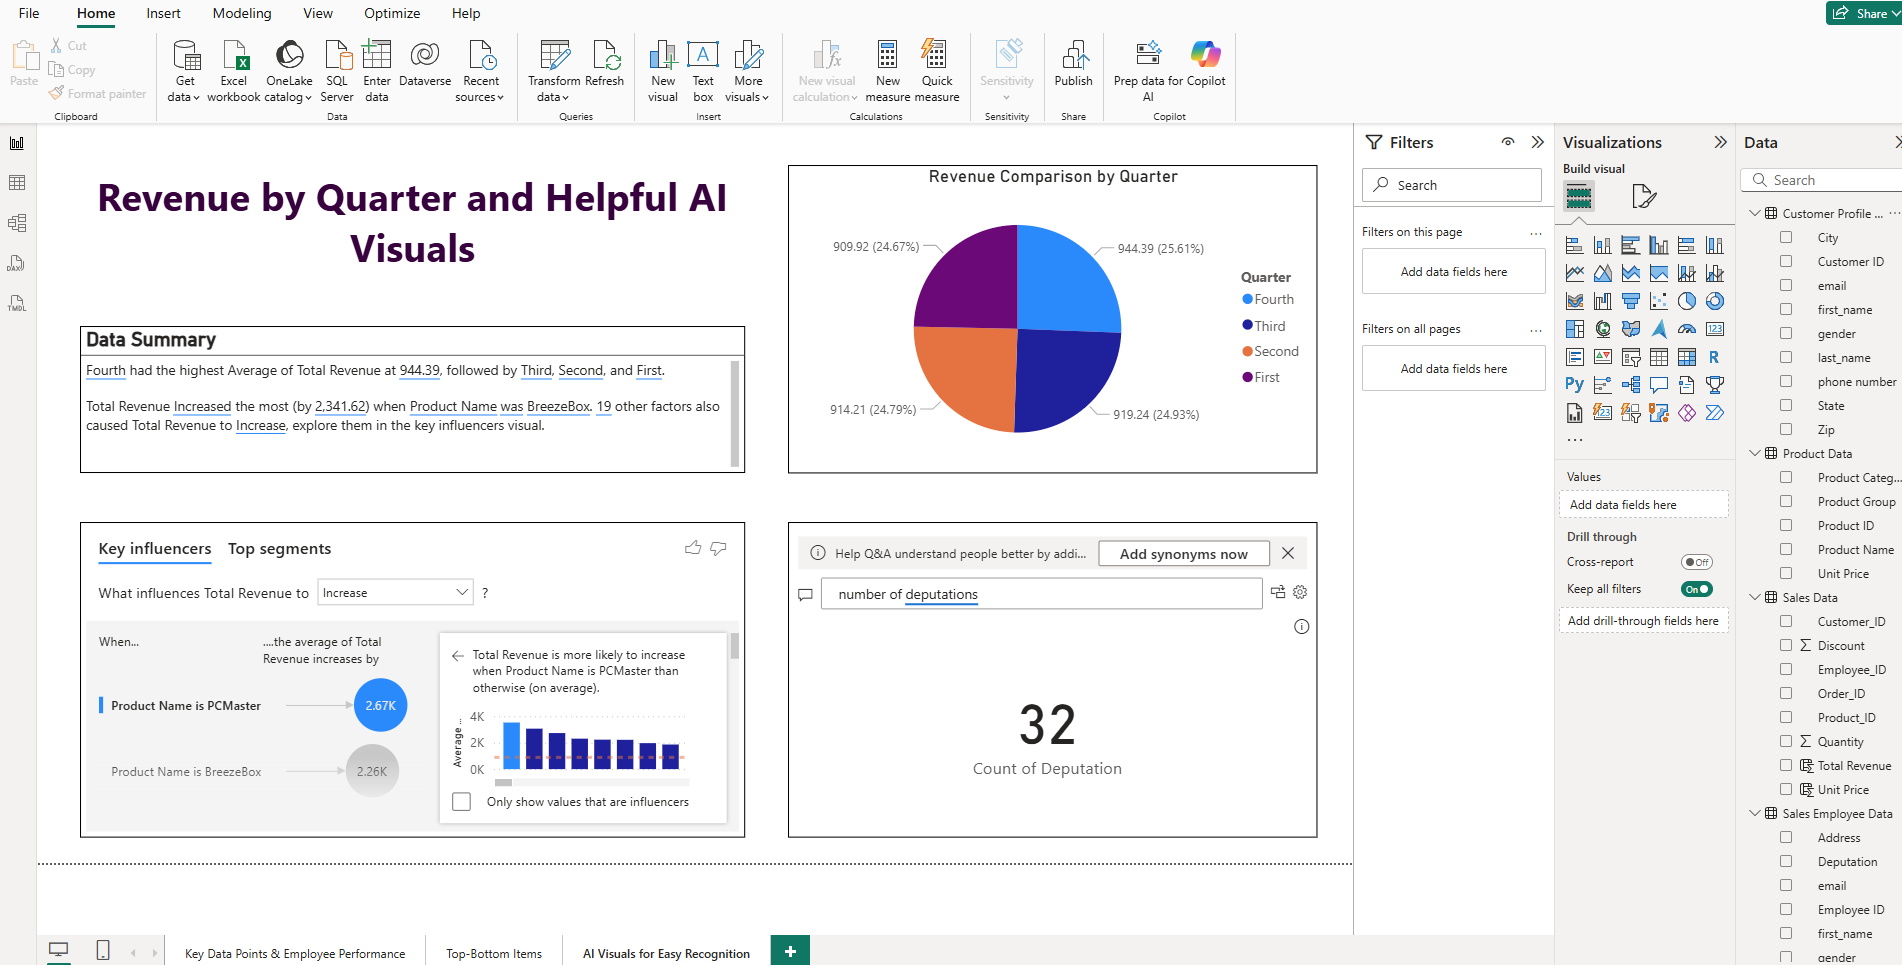 File Home Insert Modeling View Optimize Help
Share
Paste
Cut
Copy
Format painter
Clipboard
Get data
Excel workbook
OneLake catalog
SQL Server
Enter data
Dataverse
Recent sources
Data
Transform data
Refresh
Queries
New visual
Text box
More visuals
Insert
New visual calculation
New measure
Quick measure
Calculations
Sensitivity
Sensitivity
Publish
Share
Prep data for AI
Copilot
Copilot
Revenue by Quarter and Helpful AI
Visuals
Data Summary
Fourth had the highest Average of Total Revenue at 944.39, followed by Third, Second, and First.
Total Revenue Increased the most (by 2,341.62) when Product Name was BreezeBox. 19 other factors also
caused Total Revenue to Increase, explore them in the key influencers visual.
Revenue Comparison by Quarter
909.92 (24.67%)
944.39 (25.61%)
914.21 (24.79%)
919.24 (24.93%)
Quarter
Fourth
Third
Second
First
Key influencers Top segments
What influences Total Revenue to Increase ?
When...
....the average of Total
Revenue increases by
Product Name is PCMaster
2.67K
Product Name is BreezeBox
2.26K
Total Revenue is more likely to increase
when Product Name is PCMaster than
otherwise (on average).
Average ...
4K
2K
0K
Only show values that are influencers
Help Q&A understand people better by addi... Add synonyms now
number of deputations
32
Count of Deputation
Key Data Points & Employee Performance
Top-Bottom Items
AI Visuals for Easy Recognition
Filters
Search
Filters on this page ...
Add data fields here
Filters on all pages ...
Add data fields here
Visualizations
Build visual
123
R
Py
123
...
Values
Add data fields here
Drill through
Cross-report Off
Keep all filters On
Add drill-through fields here
Data
Search
Customer Profile ... ...
City
Customer ID
email
first_name
gender
last_name
phone number
State
Zip
Product Data
Product Categ...
Product Group
Product ID
Product Name
Unit Price
Sales Data
Customer_ID
Discount
Employee_ID
Order_ID
Product_ID
Quantity
Total Revenue
Unit Price
Sales Employee Data
Address
Deputation
email
Employee ID
first_name
gender
DAX
TMDL